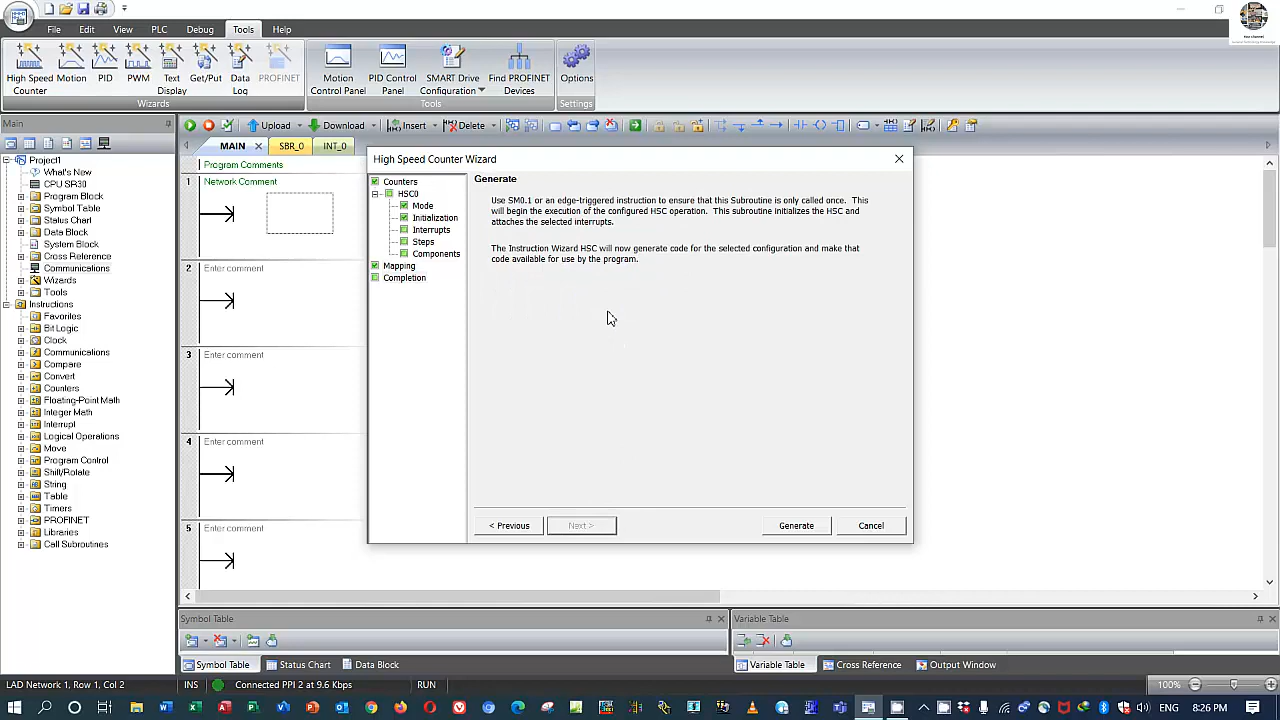 File Edit View PLC Debug Tools Help
High Speed Counter Motion PID PWM Text Display Get/Put Data Log PROFINET
Wizards
Motion Control Panel PID Control Panel SMART Drive Configuration Find PROFINET Devices
Tools
Options
Settings
Main
Upload Download Insert Delete
MAIN SBR_0 INT_0
Project1
What's New
CPU SR30
Program Block
Symbol Table
Status Chart
Data Block
System Block
Cross Reference
Communications
Wizards
Tools
Instructions
Favorites
Bit Logic
Clock
Communications
Compare
Convert
Counters
Floating-Point Math
Integer Math
Interrupt
Logical Operations
Move
Program Control
Shift/Rotate
String
Table
Timers
PROFINET
Libraries
Call Subroutines
Program Comments
1 Network Comment
2 Enter comment
3 Enter comment
4 Enter comment
5 Enter comment
High Speed Counter Wizard
Counters
HSC0
Mode
Initialization
Interrupts
Steps
Components
Mapping
Completion
Generate
Use SM0.1 or an edge-triggered instruction to ensure that this Subroutine is only called once. This
will begin the execution of the configured HSC operation. This subroutine initializes the HSC and
attaches the selected interrupts.
The Instruction Wizard HSC will now generate code for the selected configuration and make that
code available for use by the program.
< Previous Next > Generate Cancel
Symbol Table
Variable Table
Symbol Table Status Chart Data Block
Variable Table Cross Reference Output Window
LAD Network 1, Row 1, Col 2 INS Connected PPI 2 at 9.6 Kbps RUN 100%
ENG 8:26 PM